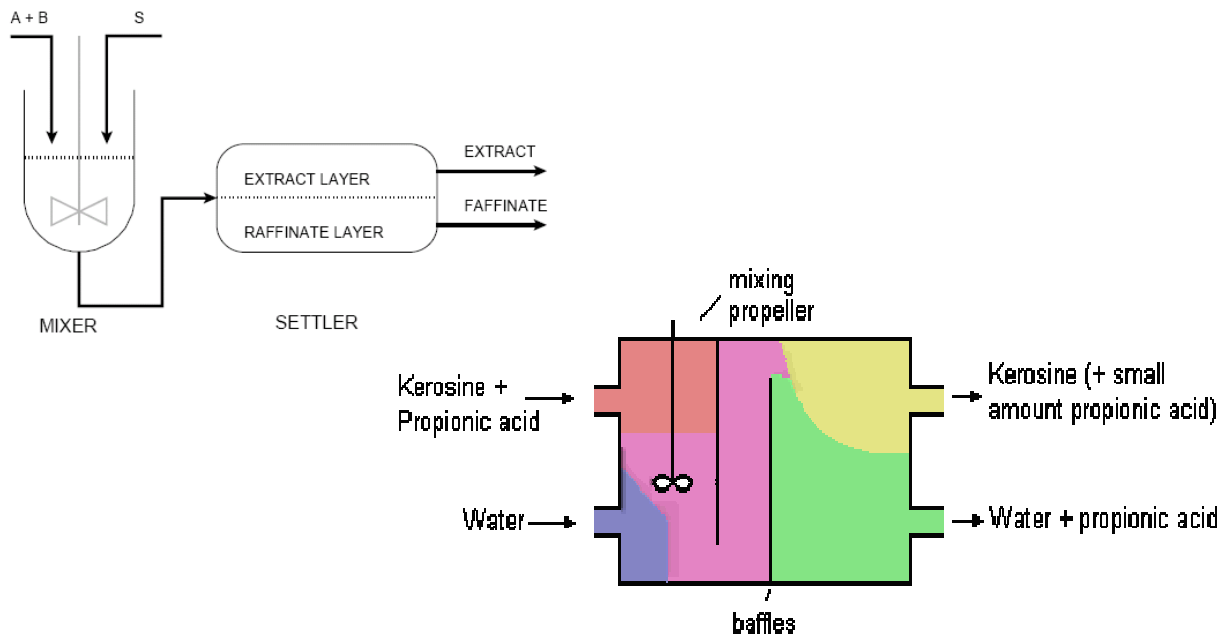 A + B
S
EXTRACT
EXTRACT LAYER
FAFFINATE
RAFFINATE LAYER
MIXER
SETTLER
mixing
propeller
Kerosine +
Propionic acid
Kerosine (+ small
amount propionic acid)
Water
Water + propionic acid
baffles